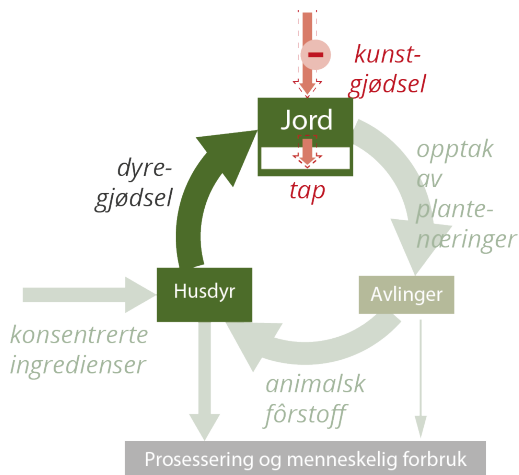 kunst-
gjødsel
Jord
tap
dyre-
gjødsel
opptak
av
plante-
næringer
Husdyr
Avlinger
konsentrerte
ingredienser
animalsk
fôrstoff
Prosessering og menneskelig forbruk